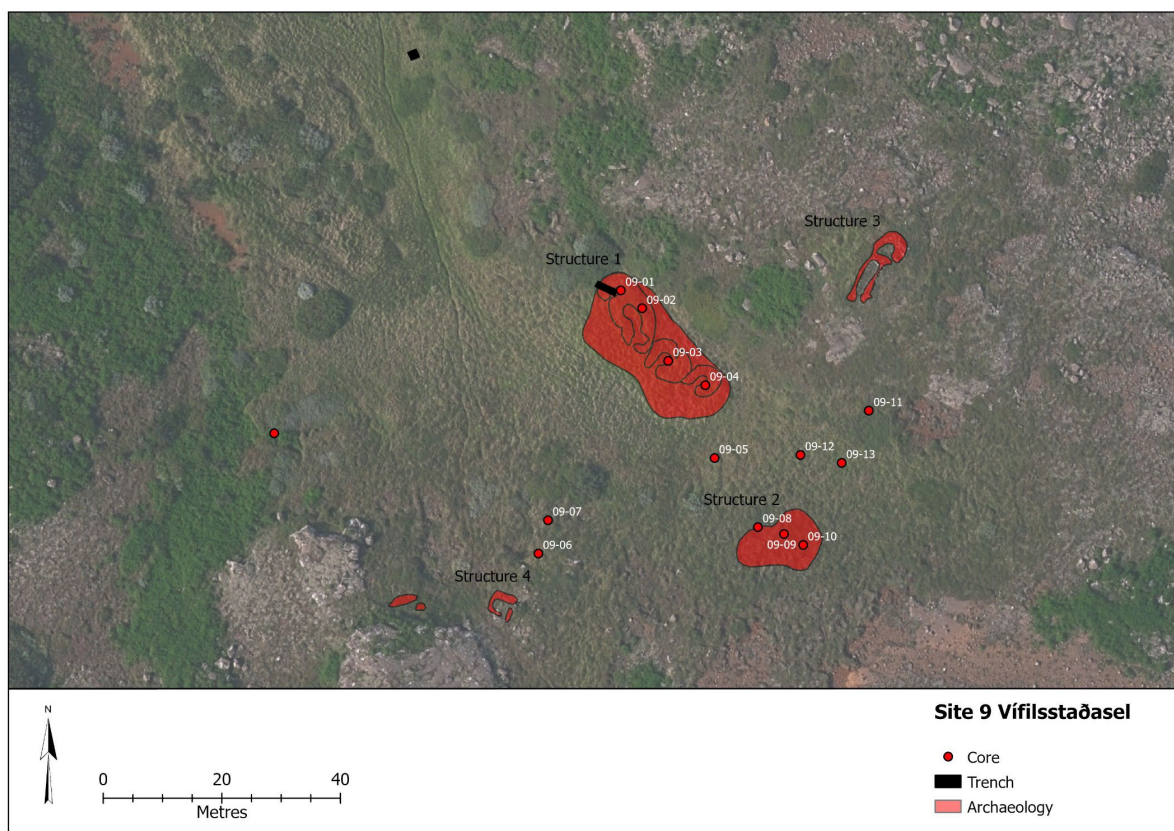 Structure 3
Structure 1
09-01
09-02
09-03
09-04
09-11
09-05
09-12
09-13
Structure 2
09-07
09-08
09-09
09-10
09-06
Structure 4
N
0 20 40
Metres
Site 9 Vífilsstaðasel
Core
Trench
Archaeology